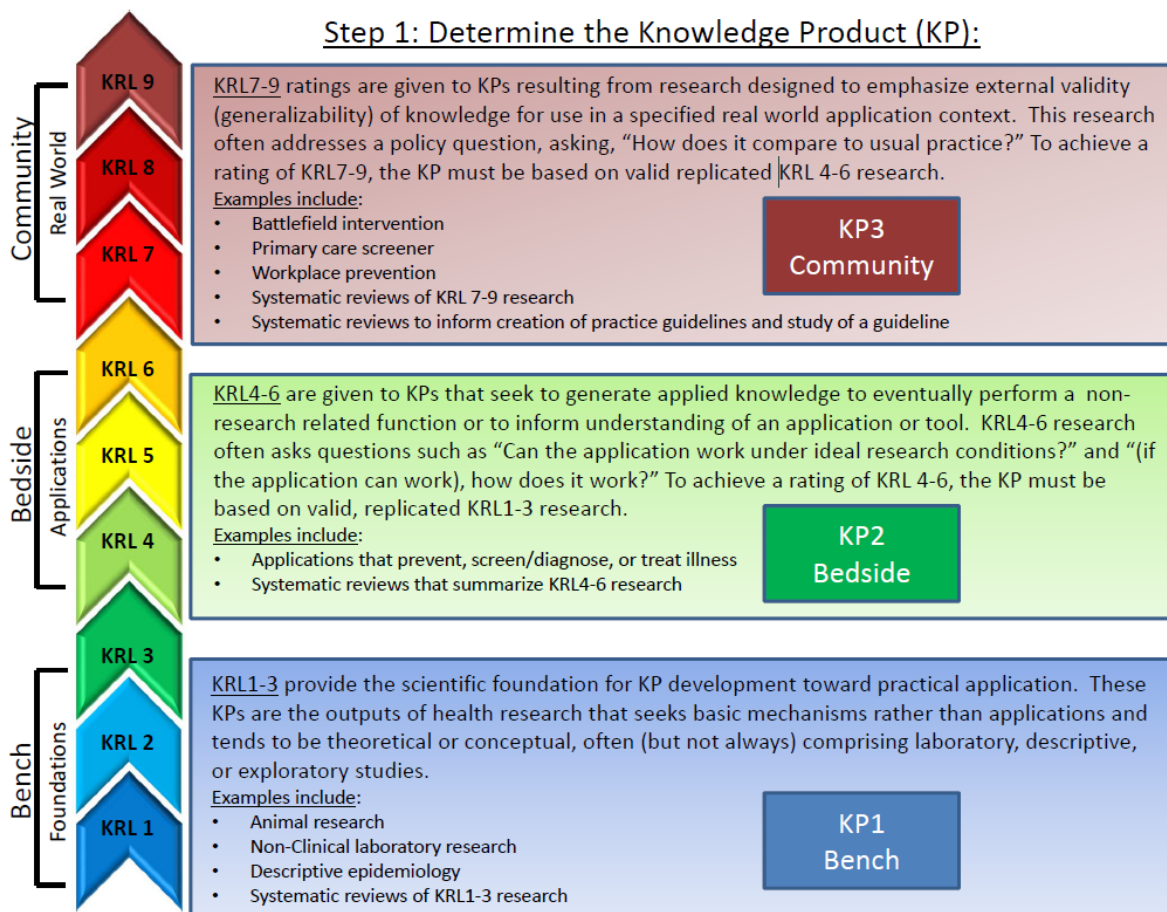 Step 1: Determine the Knowledge Product (KP):
KRL 9
KRL 8
KRL 7
KRL 6
KRL 5
KRL 4
KRL 3
KRL 2
KRL 1
Community
Real World
Bedside
Applications
Bench
Foundations
KRL7-9 ratings are given to KPs resulting from research designed to emphasize external validity
(generalizability) of knowledge for use in a specified real world application context. This research
often addresses a policy question, asking, “How does it compare to usual practice?” To achieve a
rating of KRL7-9, the KP must be based on valid replicated KRL 4-6 research.
Examples include:
• Battlefield intervention
• Primary care screener
• Workplace prevention
• Systematic reviews of KRL 7-9 research
• Systematic reviews to inform creation of practice guidelines and study of a guideline
KP3
Community
KRL4-6 are given to KPs that seek to generate applied knowledge to eventually perform a non-
research related function or to inform understanding of an application or tool. KRL4-6 research
often asks questions such as “Can the application work under ideal research conditions?” and “(if
the application can work), how does it work?” To achieve a rating of KRL 4-6, the KP must be
based on valid, replicated KRL1-3 research.
Examples include:
• Applications that prevent, screen/diagnose, or treat illness
• Systematic reviews that summarize KRL4-6 research
KP2
Bedside
KRL1-3 provide the scientific foundation for KP development toward practical application. These
KPs are the outputs of health research that seeks basic mechanisms rather than applications and
tends to be theoretical or conceptual, often (but not always) comprising laboratory, descriptive,
or exploratory studies.
Examples include:
• Animal research
• Non-Clinical laboratory research
• Descriptive epidemiology
• Systematic reviews of KRL1-3 research
KP1
Bench